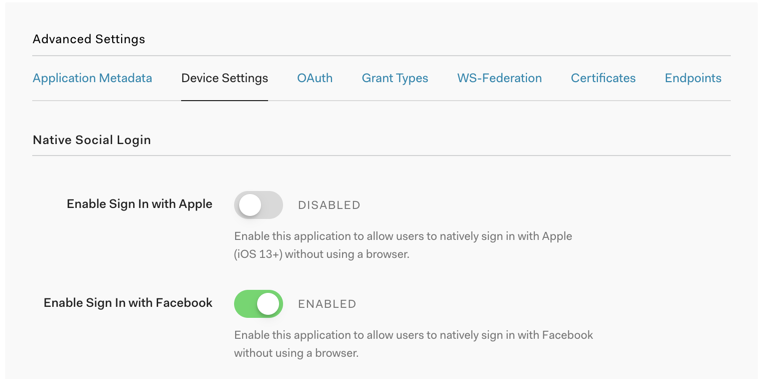 Advanced Settings
Application Metadata Device Settings OAuth Grant Types WS-Federation Certificates Endpoints
Native Social Login
Enable Sign In with Apple DISABLED
Enable this application to allow users to natively sign in with Apple
(iOS 13+) without using a browser.
Enable Sign In with Facebook ENABLED
Enable this application to allow users to natively sign in with Facebook
without using a browser.